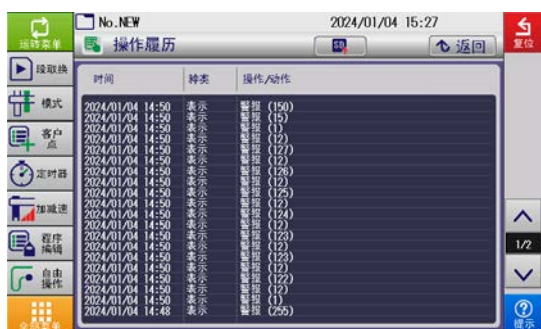 运转菜单
No.NEW
2024/01/04 15:27
复位
操作履历
SD
返回
段取换
模式
客户点
定时器
加减速
程序编辑
自由操作
全部菜单
时间 种类 操作/动作
2024/01/04 14:50 表示 警报 (150)
2024/01/04 14:50 表示 警报 (15)
2024/01/04 14:50 表示 警报 (1)
2024/01/04 14:50 表示 警报 (12)
2024/01/04 14:50 表示 警报 (127)
2024/01/04 14:50 表示 警报 (12)
2024/01/04 14:50 表示 警报 (126)
2024/01/04 14:50 表示 警报 (12)
2024/01/04 14:50 表示 警报 (125)
2024/01/04 14:50 表示 警报 (12)
2024/01/04 14:50 表示 警报 (124)
2024/01/04 14:50 表示 警报 (12)
2024/01/04 14:50 表示 警报 (123)
2024/01/04 14:50 表示 警报 (12)
2024/01/04 14:50 表示 警报 (123)
2024/01/04 14:50 表示 警报 (12)
2024/01/04 14:50 表示 警报 (122)
2024/01/04 14:50 表示 警报 (12)
2024/01/04 14:50 表示 警报 (1)
2024/01/04 14:48 表示 警报 (255)
1/2
提示